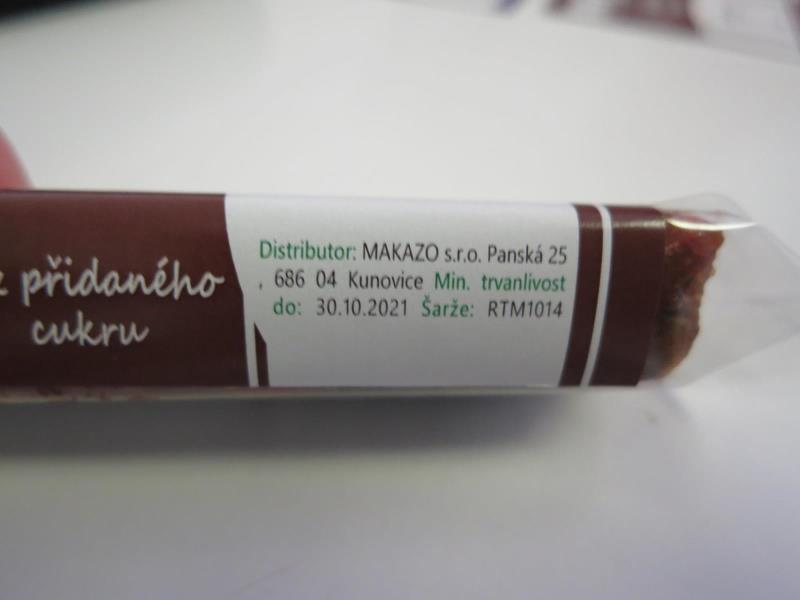 přidaného
cukru
Distributor: MAKAZO s.r.o. Panská 25
, 686 04 Kunovice Min. trvanlivost
do: 30.10.2021 Šarže: RTM1014